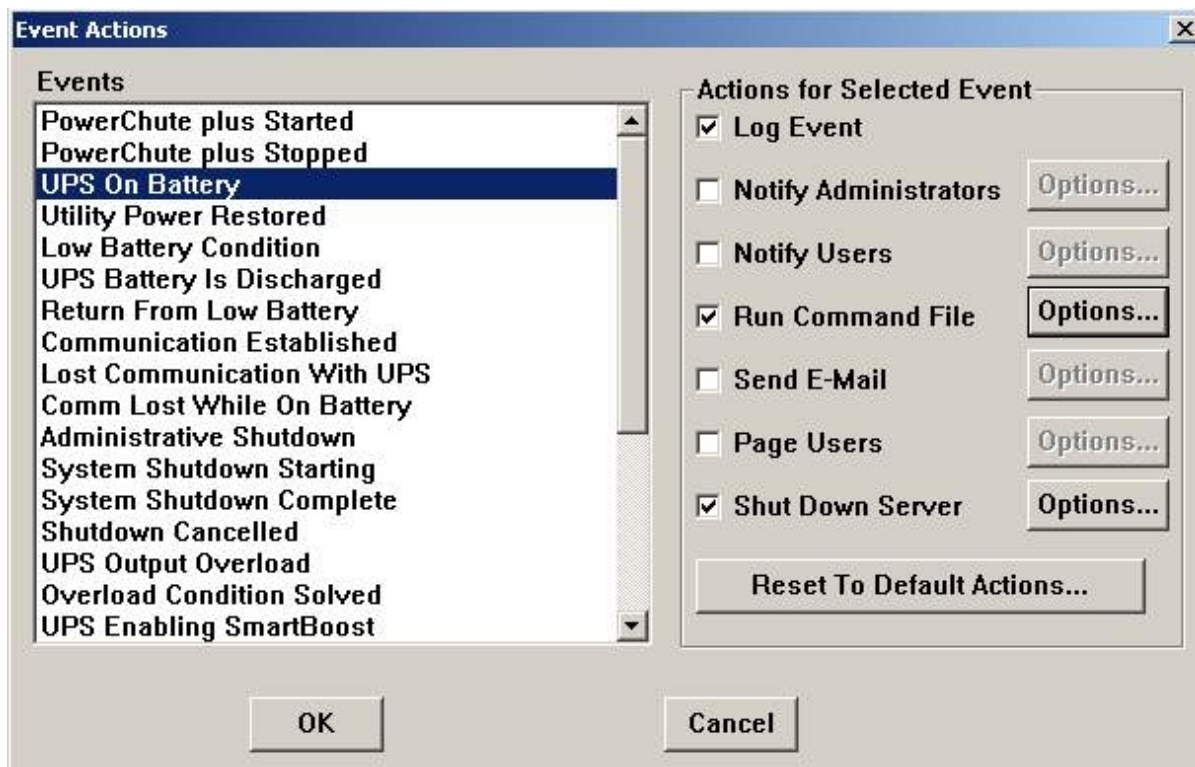 Event Actions
Events
PowerChute plus Started
PowerChute plus Stopped
UPS On Battery
Utility Power Restored
Low Battery Condition
UPS Battery Is Discharged
Return From Low Battery
Communication Established
Lost Communication With UPS
Comm Lost While On Battery
Administrative Shutdown
System Shutdown Starting
System Shutdown Complete
Shutdown Cancelled
UPS Output Overload
Overload Condition Solved
UPS Enabling SmartBoost
Actions for Selected Event
Log Event
Notify Administrators Options...
Notify Users Options...
Run Command File Options...
Send E-Mail Options...
Page Users Options...
Shut Down Server Options...
Reset To Default Actions...
OK Cancel